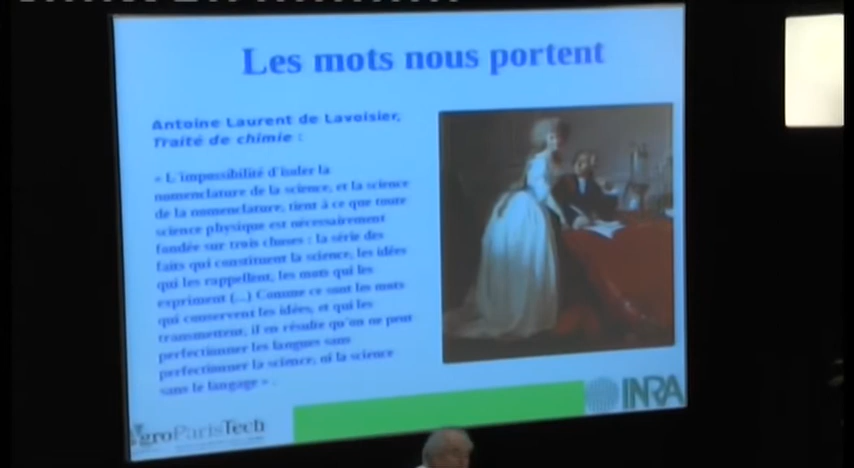 Les mots nous portent
Antoine Laurent de Lavoisier,
Traité de chimie :
« L'impossibilité d'isoler la
nomenclature de la science, et la science
de la nomenclature, tient à ce que toute
science physique est nécessairement
fondée sur trois choses : la série des
faits qui constituent la science, les idées
qui les rappellent, les mots qui les
expriment (...) Comme ce sont les mots
qui conservent les idées, et qui les
transmettent, il en résulte qu'on ne peut
perfectionner les langues sans
perfectionner la science, ni la science
sans le langage » .
AgroParisTech
INRA